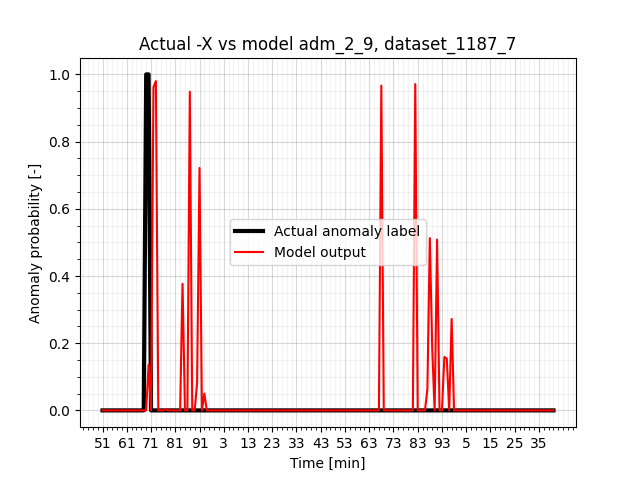 Actual -X vs model adm_2_9, dataset_1187_7
Anomaly probability [-]
1.0
0.8
0.6
0.4
0.2
0.0
Actual anomaly label
Model output
51 61 71 81 91 3 13 23 33 43 53 63 73 83 93 5 15 25 35
Time [min]